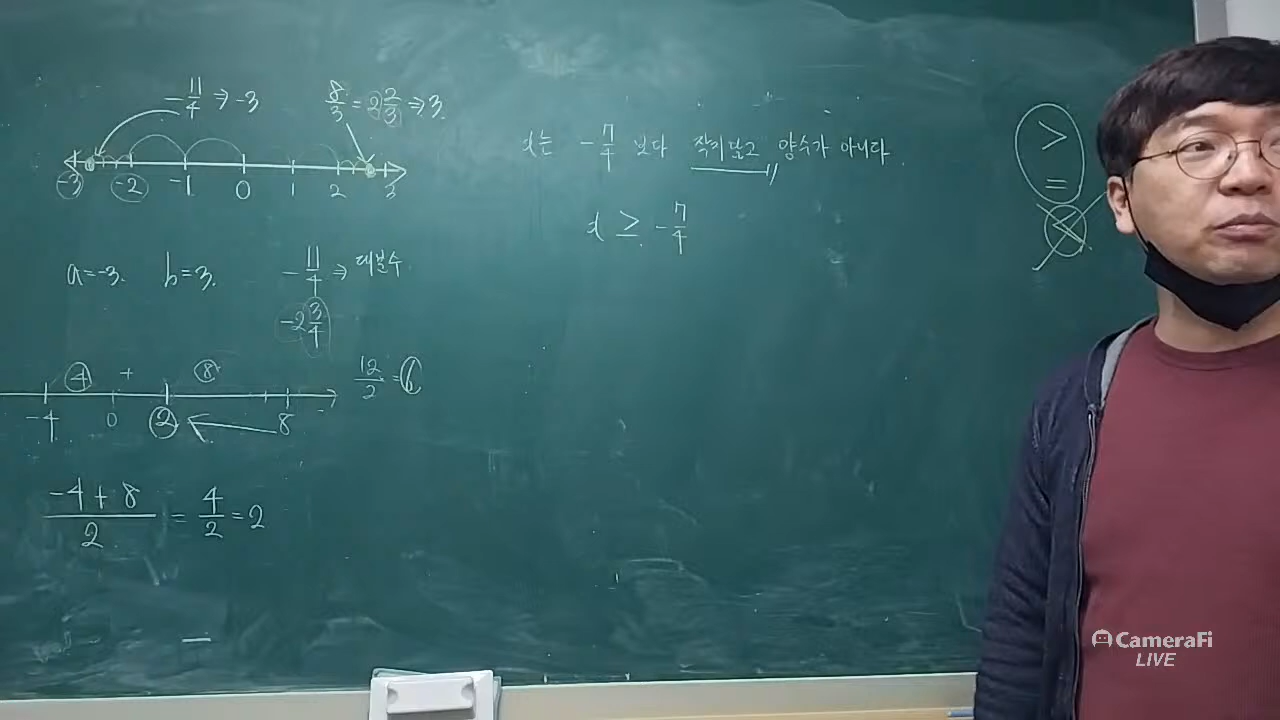 -11/4 ⇒ -3
8/3 = 2 2/3 ⇒ 3.
-3 -2 -1 0 1 2 3
a=-3. b=3.
-11/4 ⇒ 대분수
-2 3/4
4 + 8
12/2 = 6
-4 0 2 8
(-4+8)/2 = 4/2 = 2
x는 -7/4 보다 작지 않고 양수가 아니다.
x ≥ -7/4
>
=
<
CameraFi
LIVE